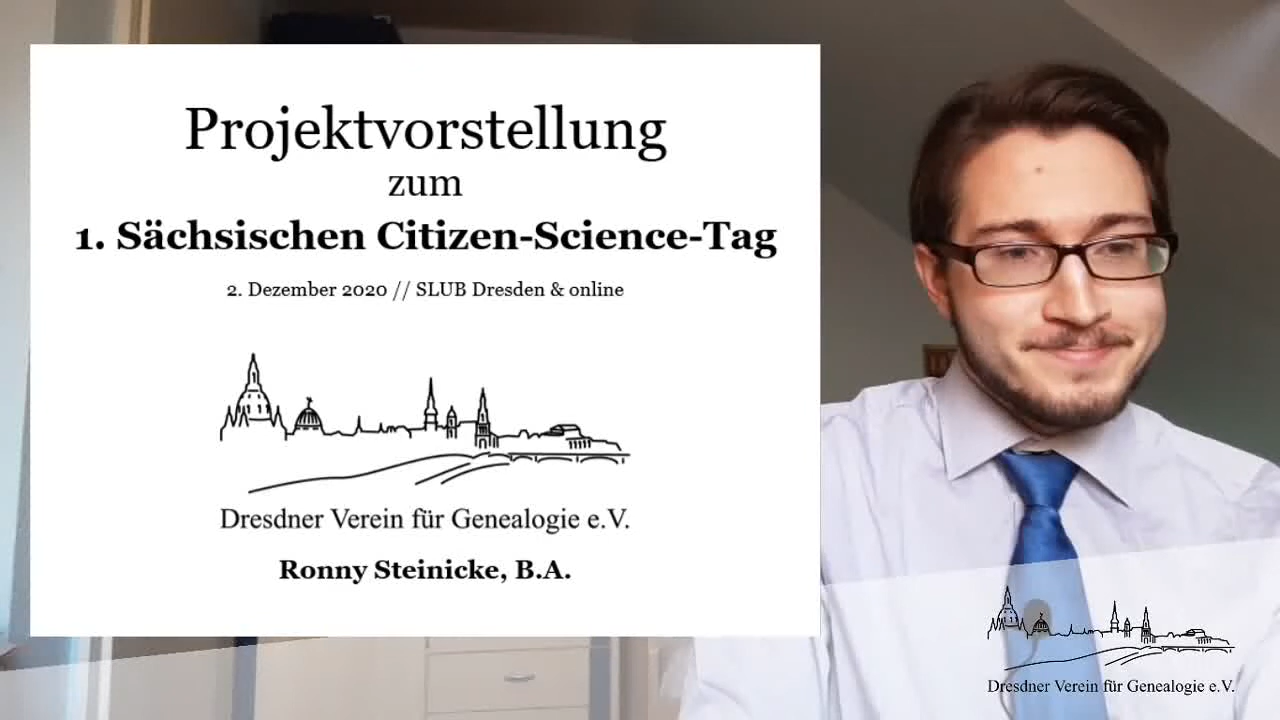 Projektvorstellung
zum
1. Sächsischen Citizen-Science-Tag
2. Dezember 2020 // SLUB Dresden & online
Dresdner Verein für Genealogie e.V.
Ronny Steinicke, B.A.
Dresdner Verein für Genealogie e.V.